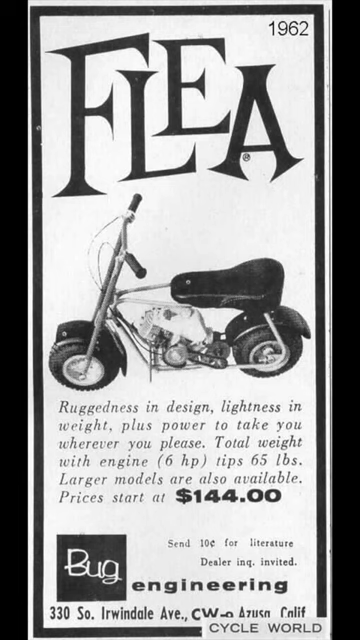 1962
FLEA®
Ruggedness in design, lightness in
weight, plus power to take you
wherever you please. Total weight
with engine (6 hp) tips 65 lbs.
Larger models are also available.
Prices start at $144.00
Send 10¢ for literature
Dealer inq. invited.
Bug
engineering
330 So. Irwindale Ave., CW-9 Azusa, Calif
CYCLE WORLD